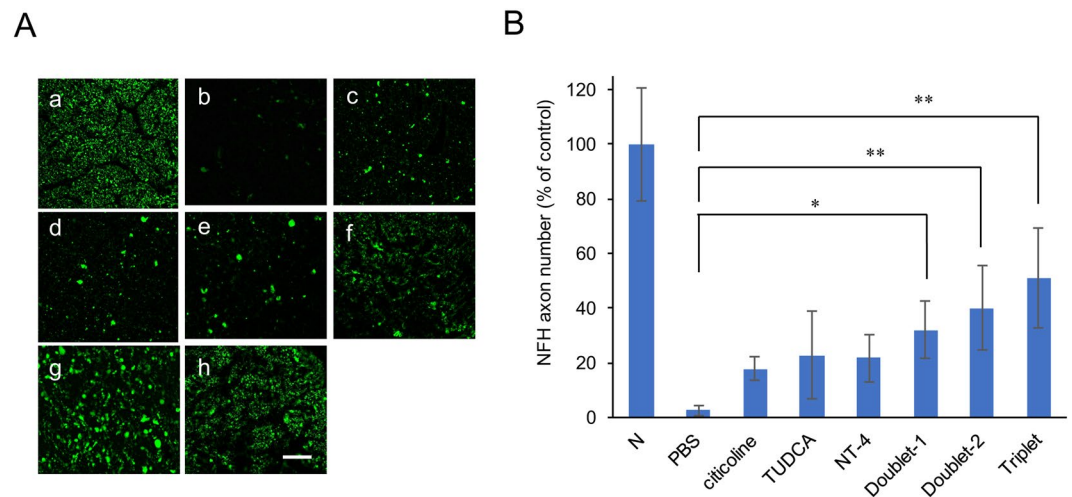 A
B
a
b
c
d
e
f
g
h
NFH axon number (% of control)
120
100
80
60
40
20
0
**
**
*
N
PBS
citicoline
TUDCA
NT-4
Doublet-1
Doublet-2
Triplet